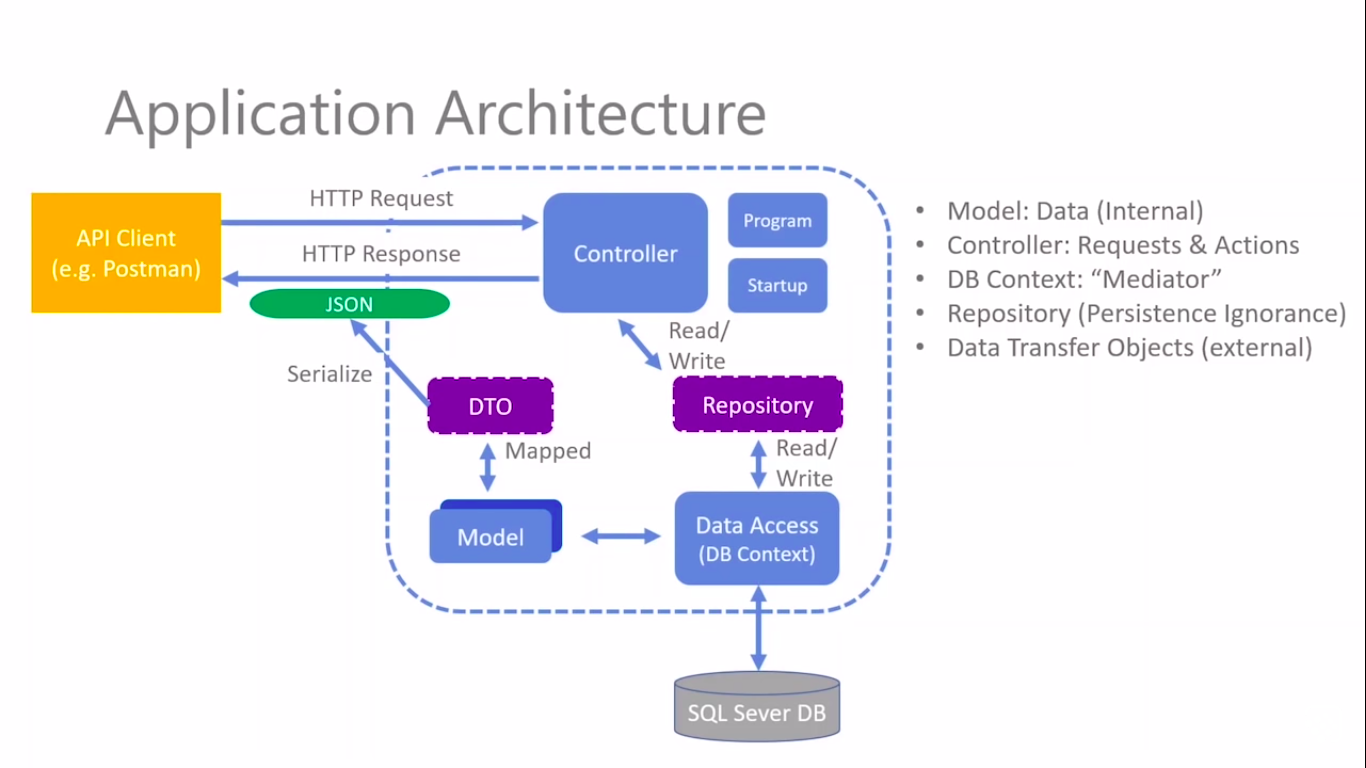 Application Architecture
API Client
(e.g. Postman)
HTTP Request
HTTP Response
JSON
Serialize
Controller
Program
Startup
Read/
Write
DTO
Repository
Mapped
Read/
Write
Model
Data Access
(DB Context)
SQL Sever DB
• Model: Data (Internal)
• Controller: Requests & Actions
• DB Context: “Mediator”
• Repository (Persistence Ignorance)
• Data Transfer Objects (external)